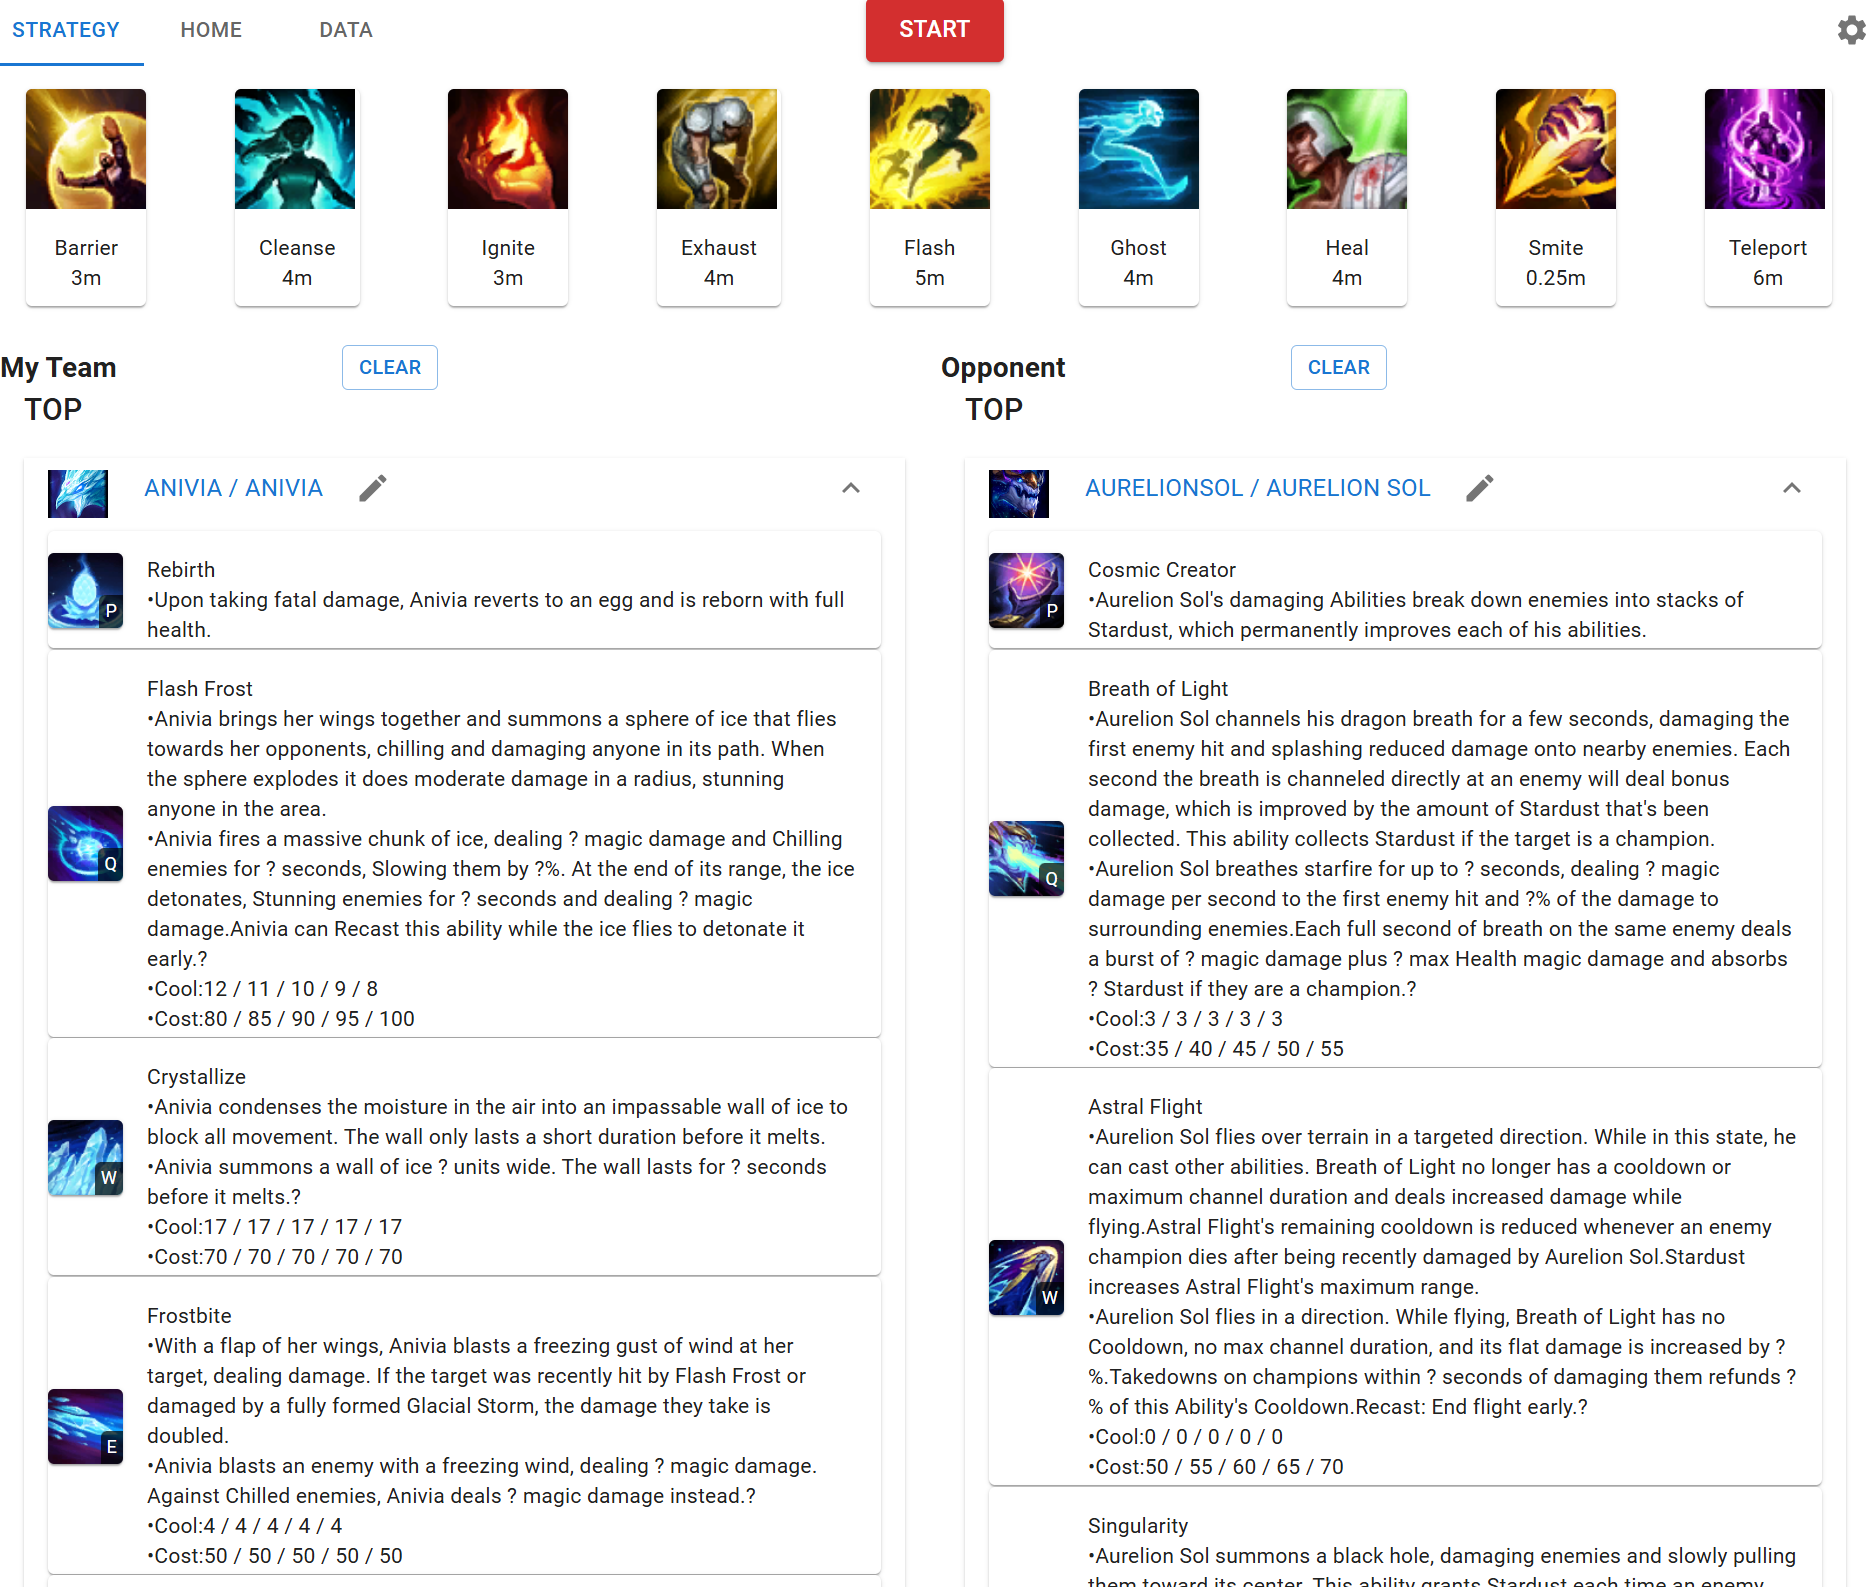 STRATEGY HOME DATA START
Barrier Cleanse Ignite Exhaust Flash Ghost Heal Smite Teleport
3m 4m 3m 4m 5m 4m 4m 0.25m 6m
My Team CLEAR
TOP
ANIVIA / ANIVIA
Rebirth
•Upon taking fatal damage, Anivia reverts to an egg and is reborn with full
health.
P
Flash Frost
•Anivia brings her wings together and summons a sphere of ice that flies
towards her opponents, chilling and damaging anyone in its path. When
the sphere explodes it does moderate damage in a radius, stunning
anyone in the area.
•Anivia fires a massive chunk of ice, dealing ? magic damage and Chilling
enemies for ? seconds, Slowing them by ?%. At the end of its range, the ice
detonates, Stunning enemies for ? seconds and dealing ? magic
damage.Anivia can Recast this ability while the ice flies to detonate it
early.?
•Cool:12 / 11 / 10 / 9 / 8
•Cost:80 / 85 / 90 / 95 / 100
Q
Crystallize
•Anivia condenses the moisture in the air into an impassable wall of ice to
block all movement. The wall only lasts a short duration before it melts.
•Anivia summons a wall of ice ? units wide. The wall lasts for ? seconds
before it melts.?
•Cool:17 / 17 / 17 / 17 / 17
•Cost:70 / 70 / 70 / 70 / 70
W
Frostbite
•With a flap of her wings, Anivia blasts a freezing gust of wind at her
target, dealing damage. If the target was recently hit by Flash Frost or
damaged by a fully formed Glacial Storm, the damage they take is
doubled.
•Anivia blasts an enemy with a freezing wind, dealing ? magic damage.
Against Chilled enemies, Anivia deals ? magic damage instead.?
•Cool:4 / 4 / 4 / 4 / 4
•Cost:50 / 50 / 50 / 50 / 50
E
Opponent CLEAR
TOP
AURELIONSOL / AURELION SOL
Cosmic Creator
•Aurelion Sol's damaging Abilities break down enemies into stacks of
Stardust, which permanently improves each of his abilities.
P
Breath of Light
•Aurelion Sol channels his dragon breath for a few seconds, damaging the
first enemy hit and splashing reduced damage onto nearby enemies. Each
second the breath is channeled directly at an enemy will deal bonus
damage, which is improved by the amount of Stardust that's been
collected. This ability collects Stardust if the target is a champion.
•Aurelion Sol breathes starfire for up to ? seconds, dealing ? magic
damage per second to the first enemy hit and ?% of the damage to
surrounding enemies.Each full second of breath on the same enemy deals
a burst of ? magic damage plus ? max Health magic damage and absorbs
? Stardust if they are a champion.?
•Cool:3 / 3 / 3 / 3 / 3
•Cost:35 / 40 / 45 / 50 / 55
Q
Astral Flight
•Aurelion Sol flies over terrain in a targeted direction. While in this state, he
can cast other abilities. Breath of Light no longer has a cooldown or
maximum channel duration and deals increased damage while
flying.Astral Flight's remaining cooldown is reduced whenever an enemy
champion dies after being recently damaged by Aurelion Sol.Stardust
increases Astral Flight's maximum range.
•Aurelion Sol flies in a direction. While flying, Breath of Light has no
Cooldown, no max channel duration, and its flat damage is increased by ?
%.Takedowns on champions within ? seconds of damaging them refunds ?
% of this Ability's Cooldown.Recast: End flight early.?
•Cool:0 / 0 / 0 / 0 / 0
•Cost:50 / 55 / 60 / 65 / 70
W
Singularity
•Aurelion Sol summons a black hole, damaging enemies and slowly pulling
them toward its center. This ability grants Stardust each time an enemy